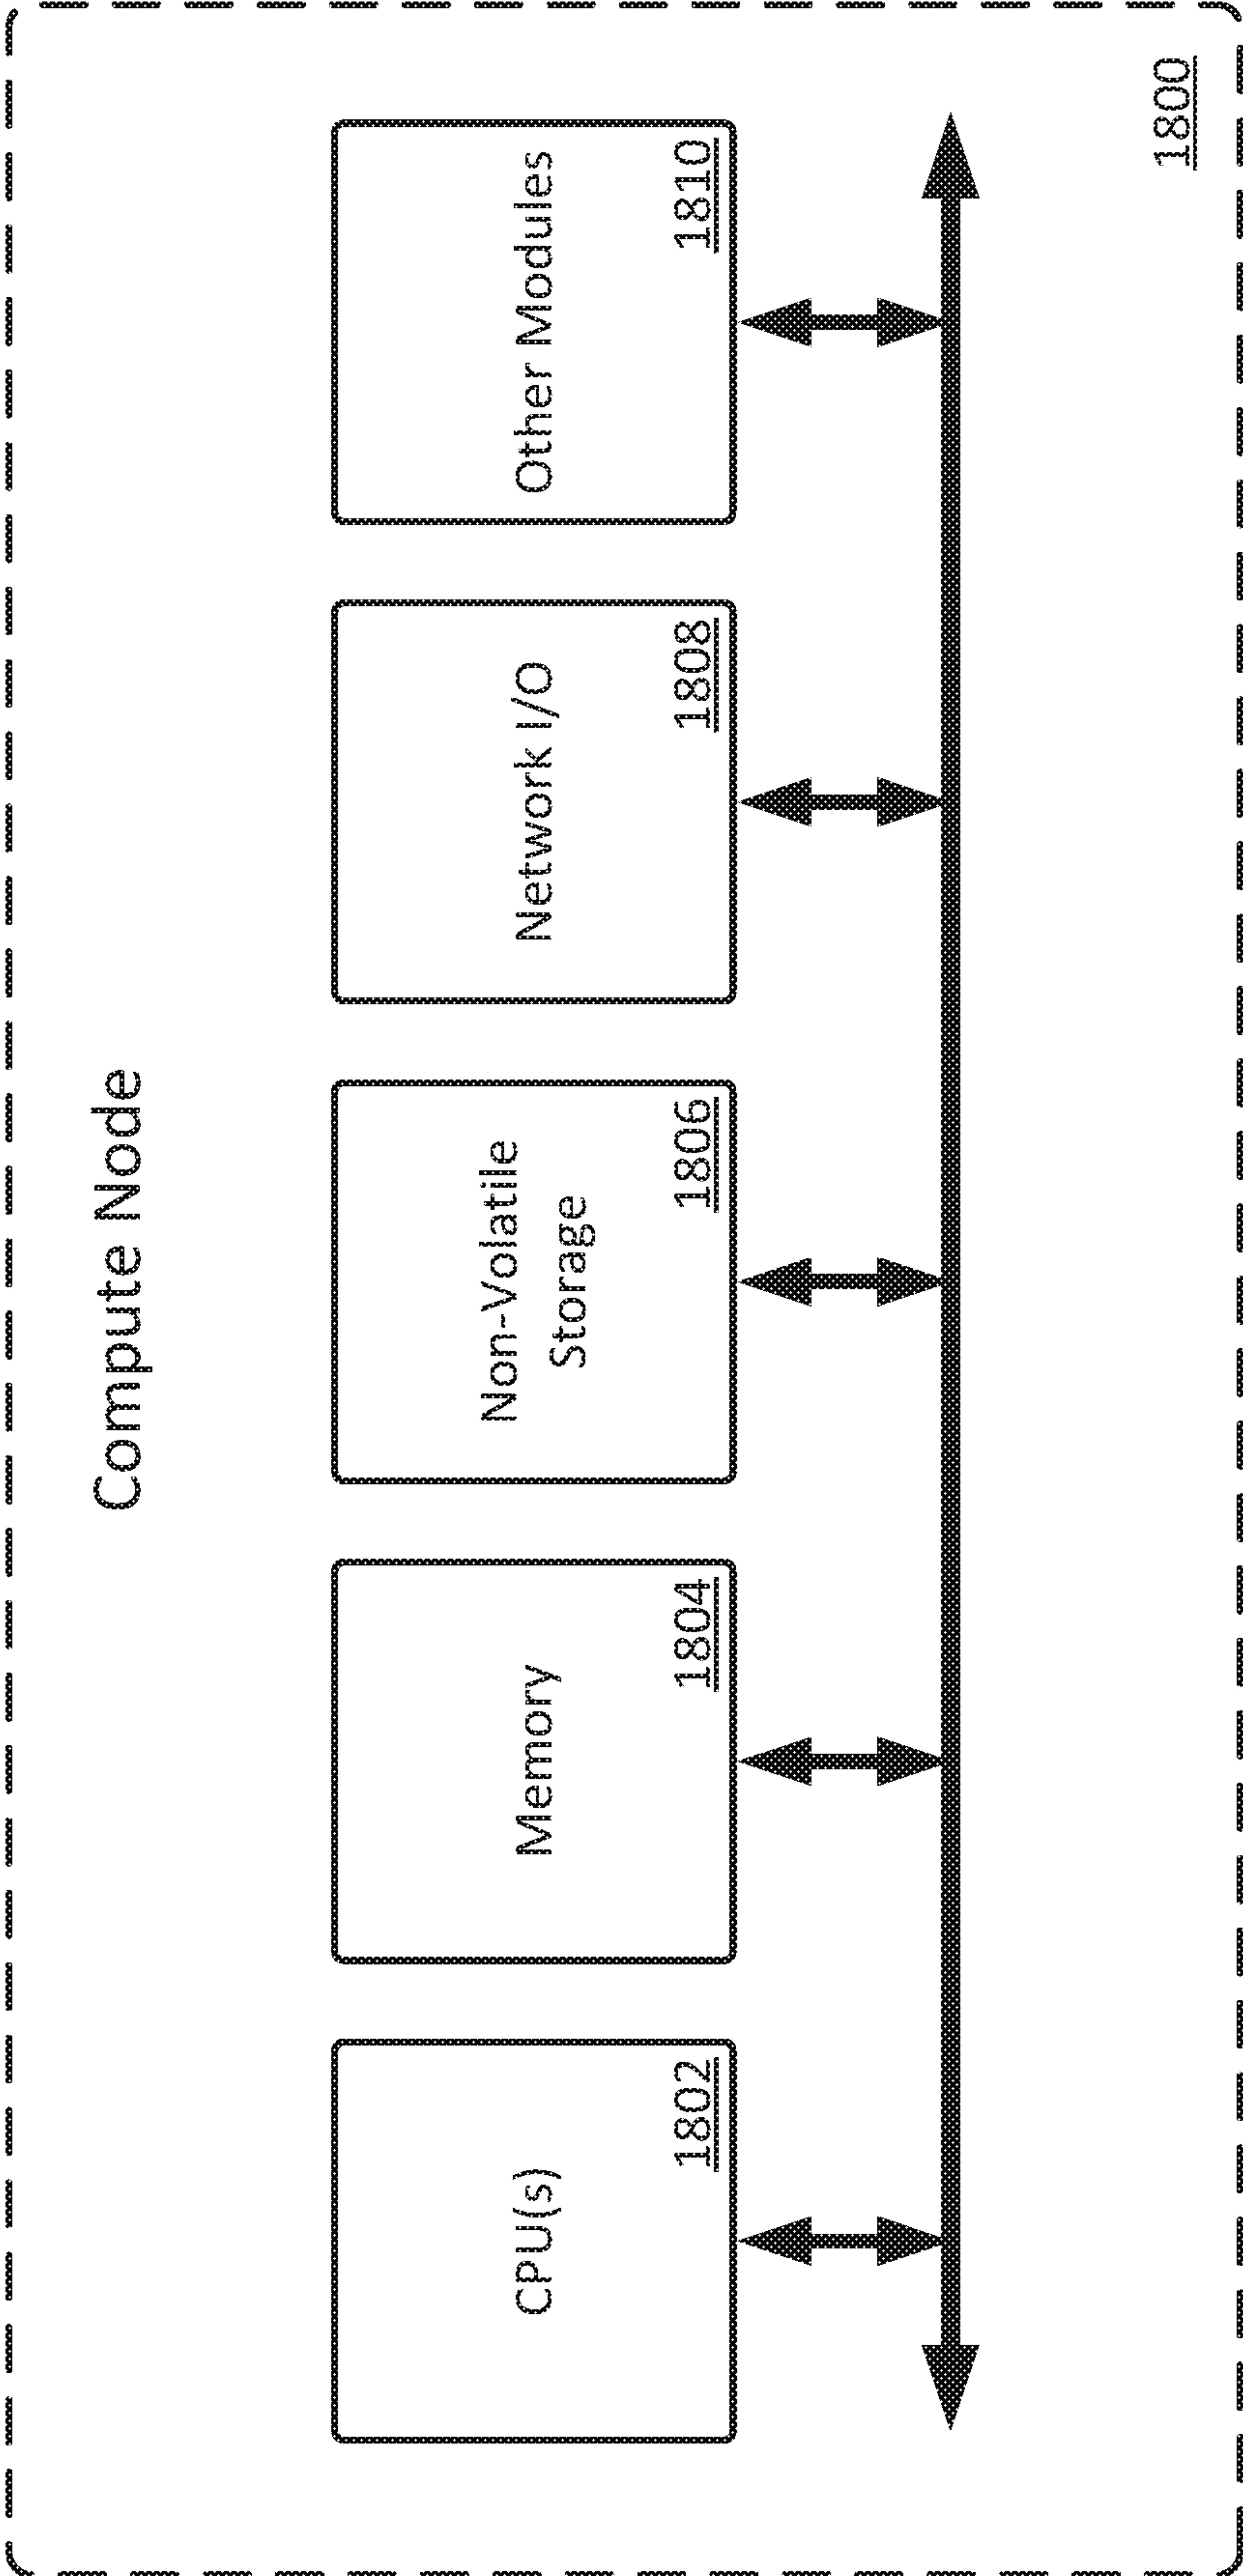 Compute Node
CPU(s)
1802
Memory
1804
Non-Volatile
Storage
1806
Network I/O
1808
Other Modules
1810
1800